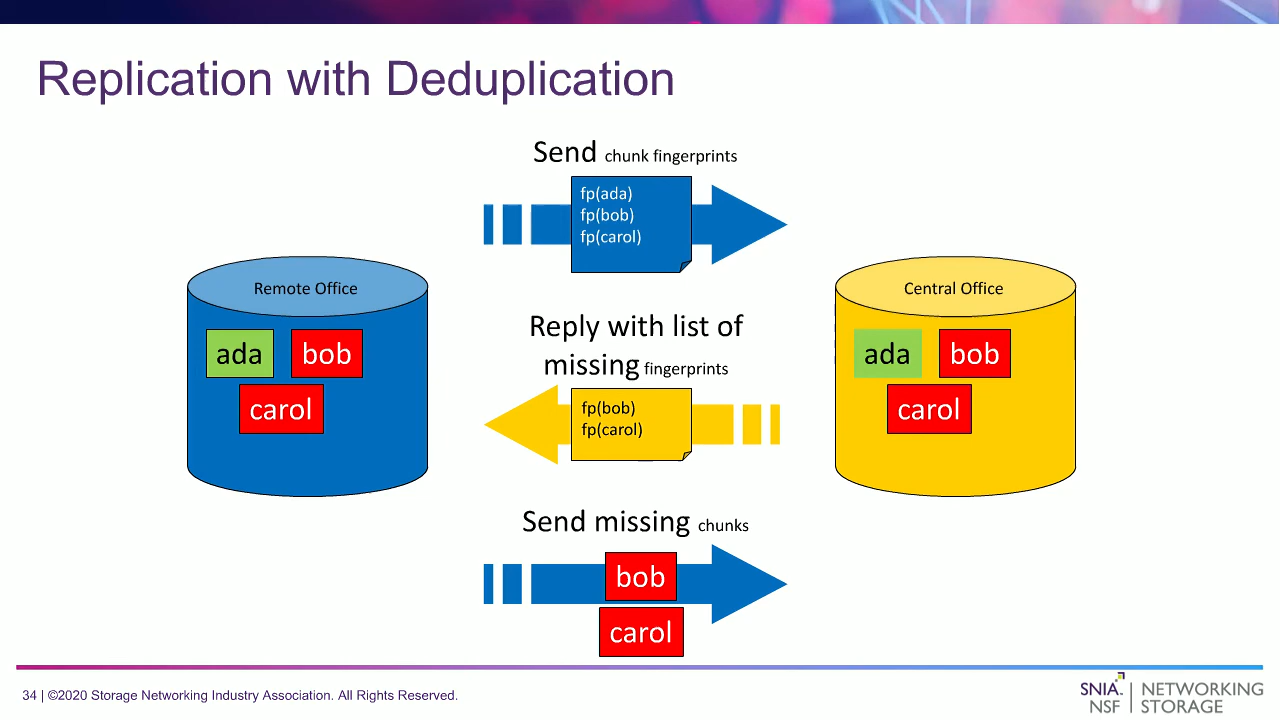 Replication with Deduplication
Send chunk fingerprints
fp(ada)
fp(bob)
fp(carol)
Remote Office
ada
bob
carol
Central Office
ada
bob
carol
Reply with list of
missing fingerprints
fp(bob)
fp(carol)
Send missing chunks
bob
carol
34 | ©2020 Storage Networking Industry Association. All Rights Reserved.
SNIA. | NETWORKING
NSF | STORAGE